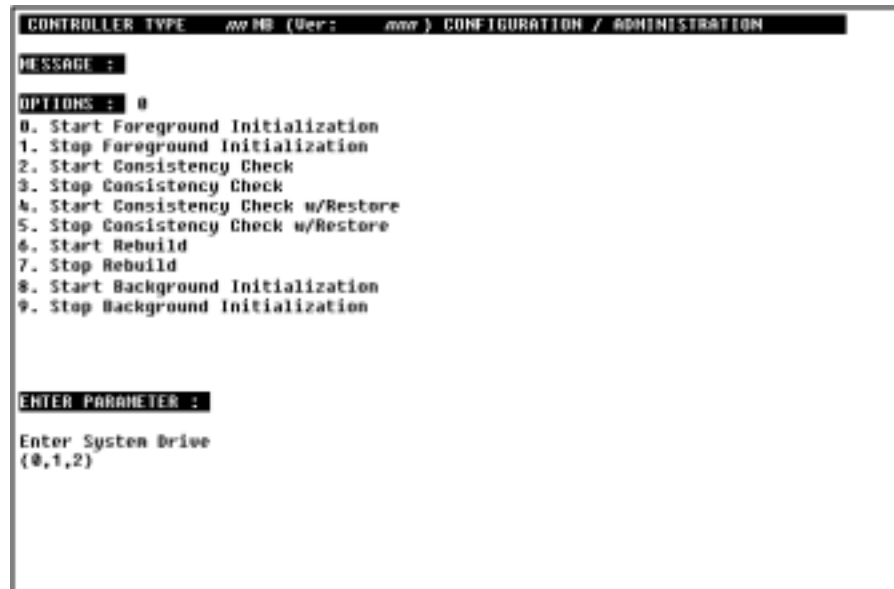 CONTROLLER TYPE nn MB (Ver: nnn) CONFIGURATION / ADMINISTRATION
MESSAGE :
OPTIONS : 0
0. Start Foreground Initialization
1. Stop Foreground Initialization
2. Start Consistency Check
3. Stop Consistency Check
4. Start Consistency Check w/Restore
5. Stop Consistency Check w/Restore
6. Start Rebuild
7. Stop Rebuild
8. Start Background Initialization
9. Stop Background Initialization
ENTER PARAMETER :
Enter System Drive
(0,1,2)